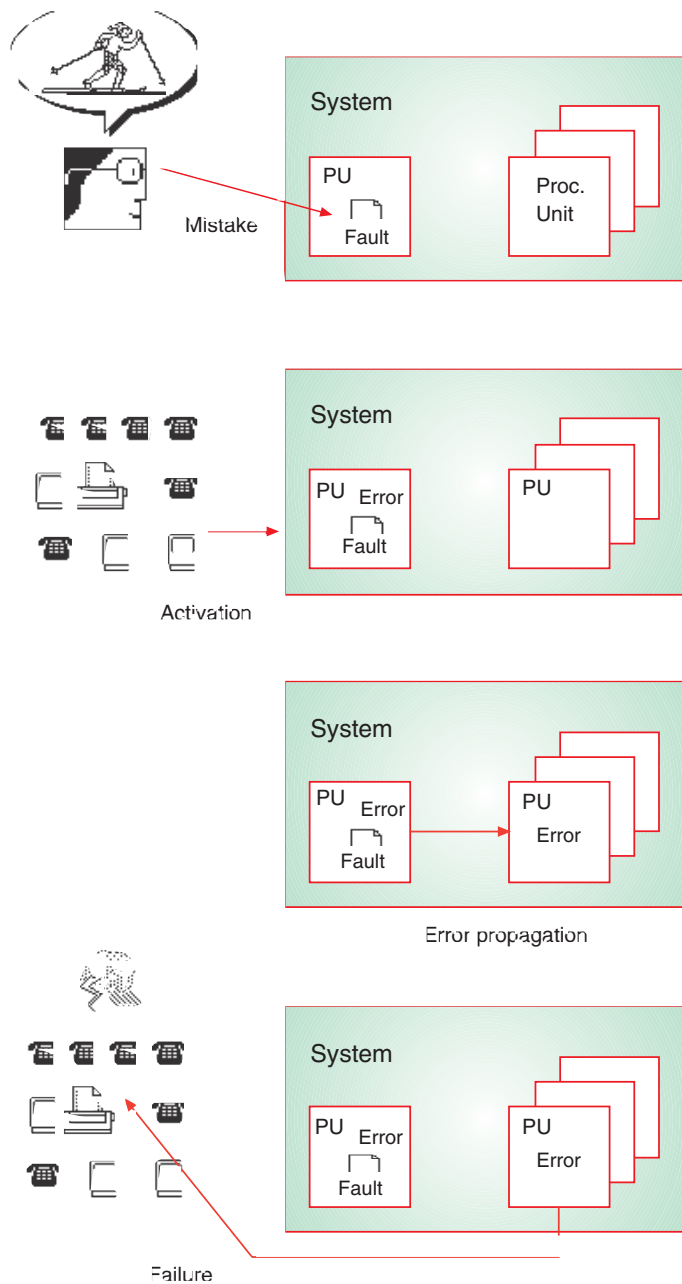 System
PU
Fault
Proc.
Unit
Mistake
System
PU Error
Fault
PU
Activation
System
PU Error
Fault
PU
Error
Error propagation
System
PU Error
Fault
PU
Error
Failure